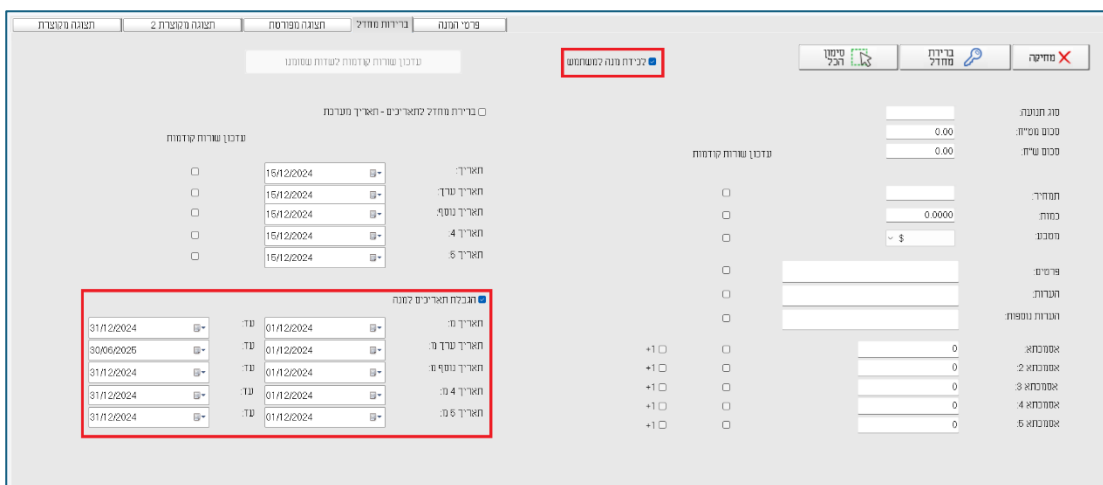 פרטי המנה ברירות מחדל תצוגה מפורטת תצוגה מקוצרת 2 תצוגה מקוצרת
מחיקה ברירת מחדל סימון הכל לכידת מנה למשתמש עדכון שורות קודמות לשדות שסומנו
סוג תנועה:
סכום מט"ח: 0.00
סכום ש"ח: 0.00
עדכון שורות קודמות
תמחיר:
כמות: 0.0000
מטבע: $
פרטים:
הערות:
הערות נוספות:
אסמכתא: 0 +1
אסמכתא 2: 0 +1
אסמכתא 3: 0 +1
אסמכתא 4: 0 +1
אסמכתא 5: 0 +1
ברירת מחדל לתאריכים - תאריך מערכת
עדכון שורות קודמות
תאריך: 15/12/2024
תאריך ערך: 15/12/2024
תאריך נוסף: 15/12/2024
תאריך 4: 15/12/2024
תאריך 5: 15/12/2024
הגבלת תאריכים למנה
תאריך מ: 01/12/2024 עד: 31/12/2024
תאריך ערך מ: 01/12/2024 עד: 30/06/2025
תאריך נוסף מ: 01/12/2024 עד: 31/12/2024
תאריך 4 מ: 01/12/2024 עד: 31/12/2024
תאריך 5 מ: 01/12/2024 עד: 31/12/2024